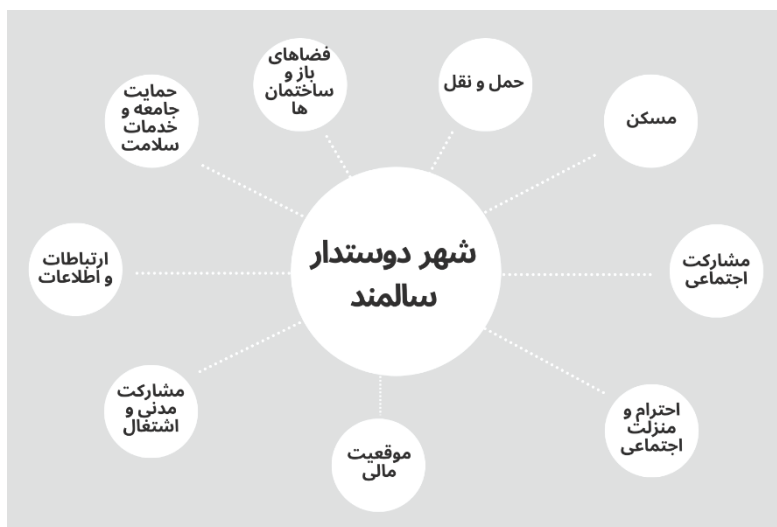 فضاهای
باز و
ساختمان
ها
حمل و نقل
حمایت
جامعه و
خدمات
سلامت
مسکن
شهر دوستدار
سالمند
ارتباطات
و اطلاعات
مشارکت
اجتماعی
مشارکت
مدنی و
اشتغال
احترام و
منزلت
اجتماعی
موقعیت
مالی